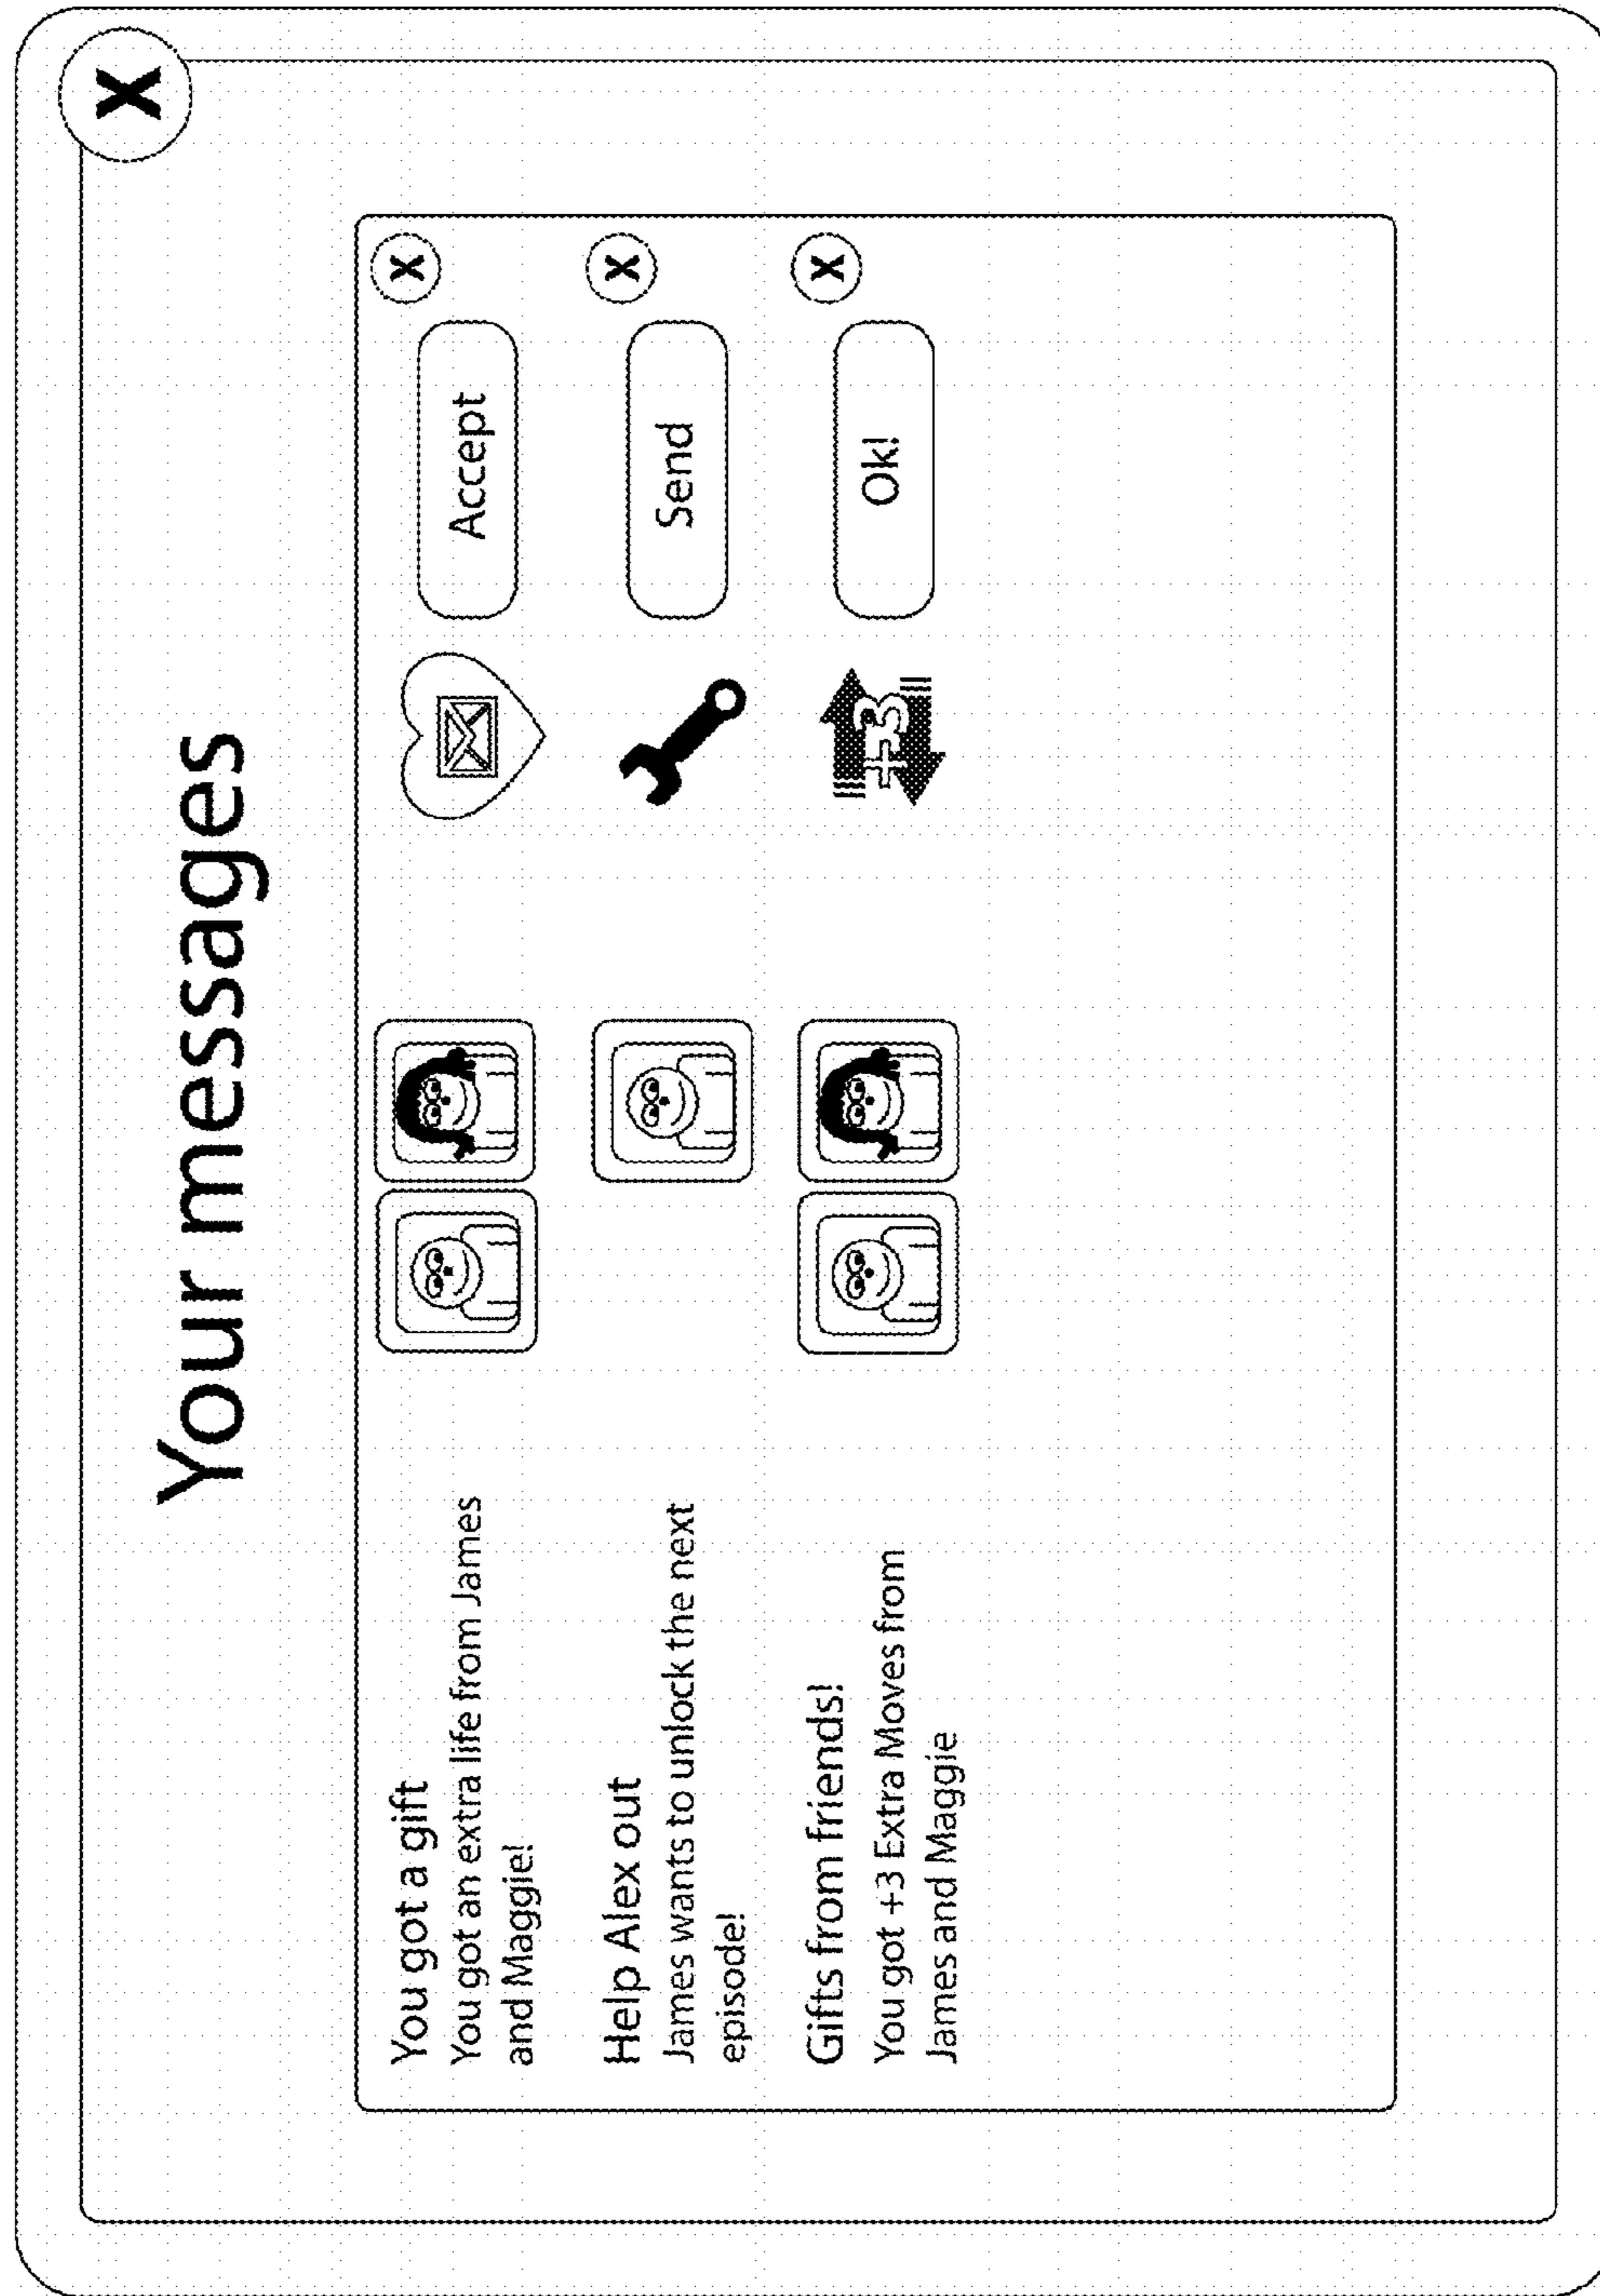 X
Your messages
You got a gift
You got an extra life from James
and Maggie!
Accept
X
Help Alex out
James wants to unlock the next
episode!
Send
X
Gifts from friends!
You got +3 Extra Moves from
James and Maggie
+3
Ok!
X